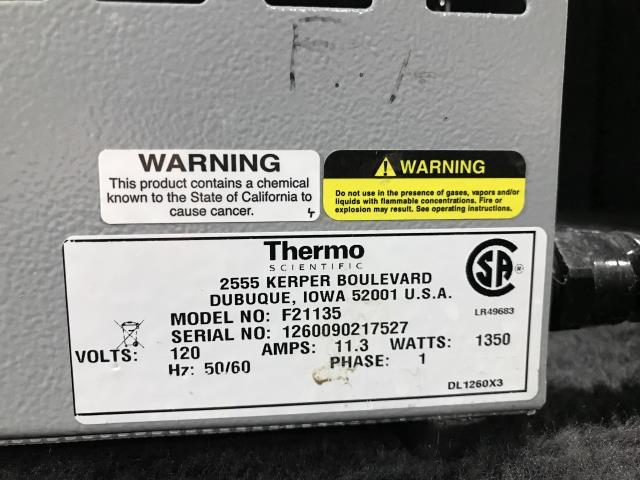 F.
WARNING
This product contains a chemical
known to the State of California to
cause cancer.
WARNING
Do not use in the presence of gases, vapors and/or
liquids with flammable concentrations. Fire or
explosion may result. See operating instructions.
Thermo
SCIENTIFIC
2555 KERPER BOULEVARD
DUBUQUE, IOWA 52001 U.S.A.
SA
LR49683
MODEL NO: F21135
SERIAL NO: 1260090217527
VOLTS: 120 AMPS: 11.3 WATTS: 1350
Hz: 50/60 PHASE: 1
DL1260X3